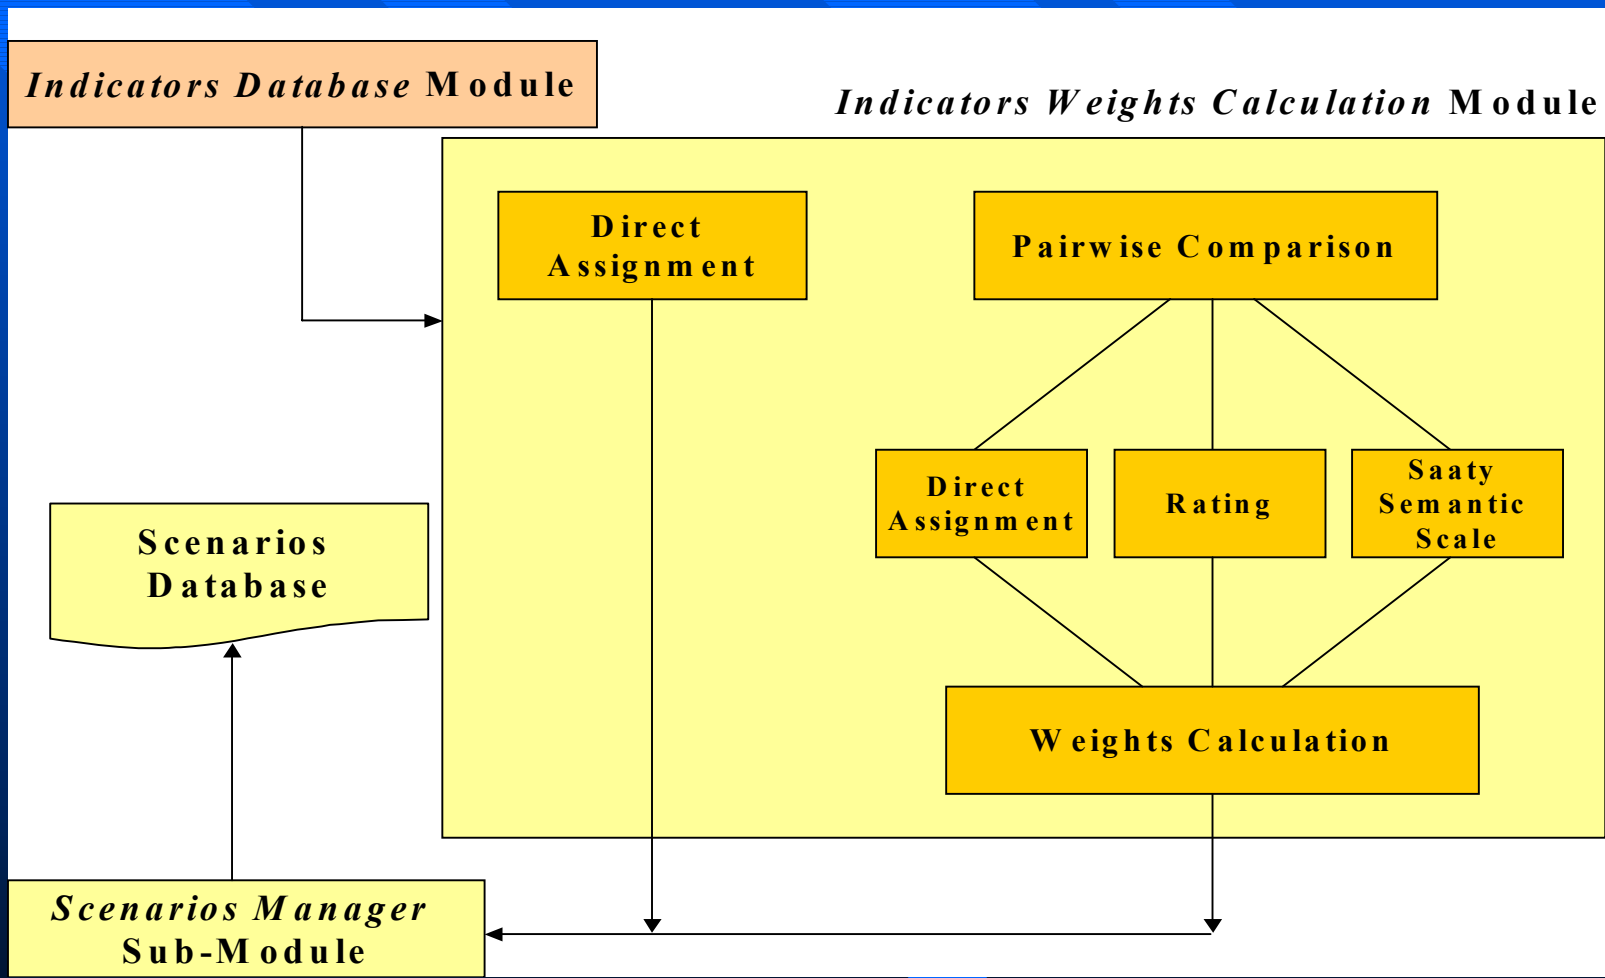 Indicators Database Module
Indicators Weights Calculation Module
Direct
Assignment
Pairwise Comparison
Direct
Assignment
Rating
Saaty
Semantic
Scale
Scenarios
Database
Weights Calculation
Scenarios Manager
Sub-Module